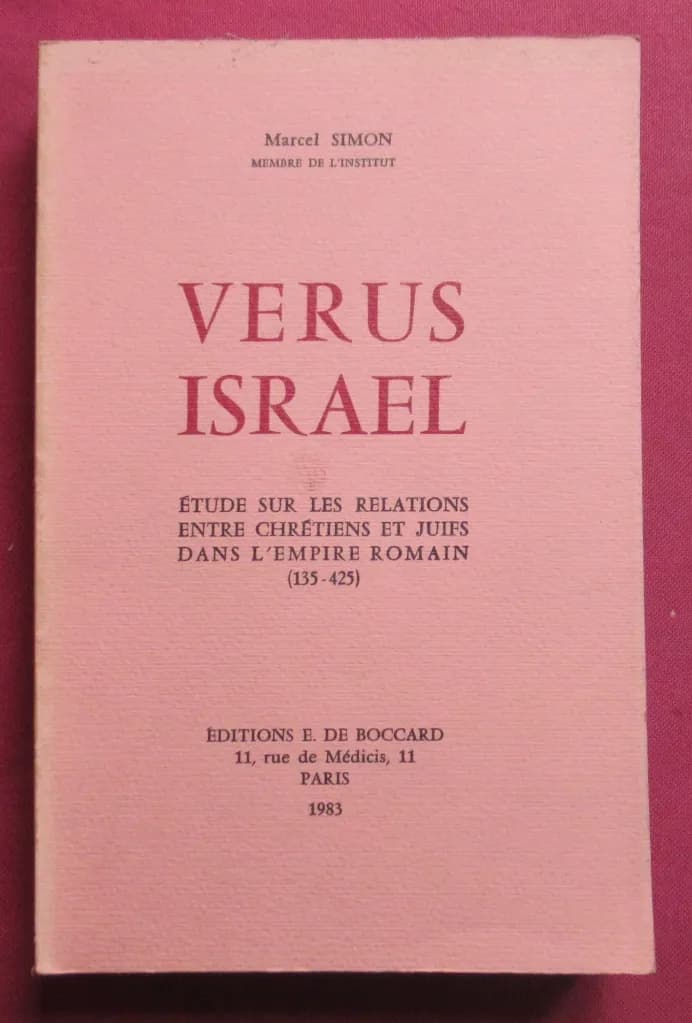 Marcel SIMON
MEMBRE DE L'INSTITUT
VERUS
ISRAEL
ÉTUDE SUR LES RELATIONS
ENTRE CHRÉTIENS ET JUIFS
DANS L'EMPIRE ROMAIN
(135-425)
ÉDITIONS E. DE BOCCARD
11, rue de Médicis, 11
PARIS
1983